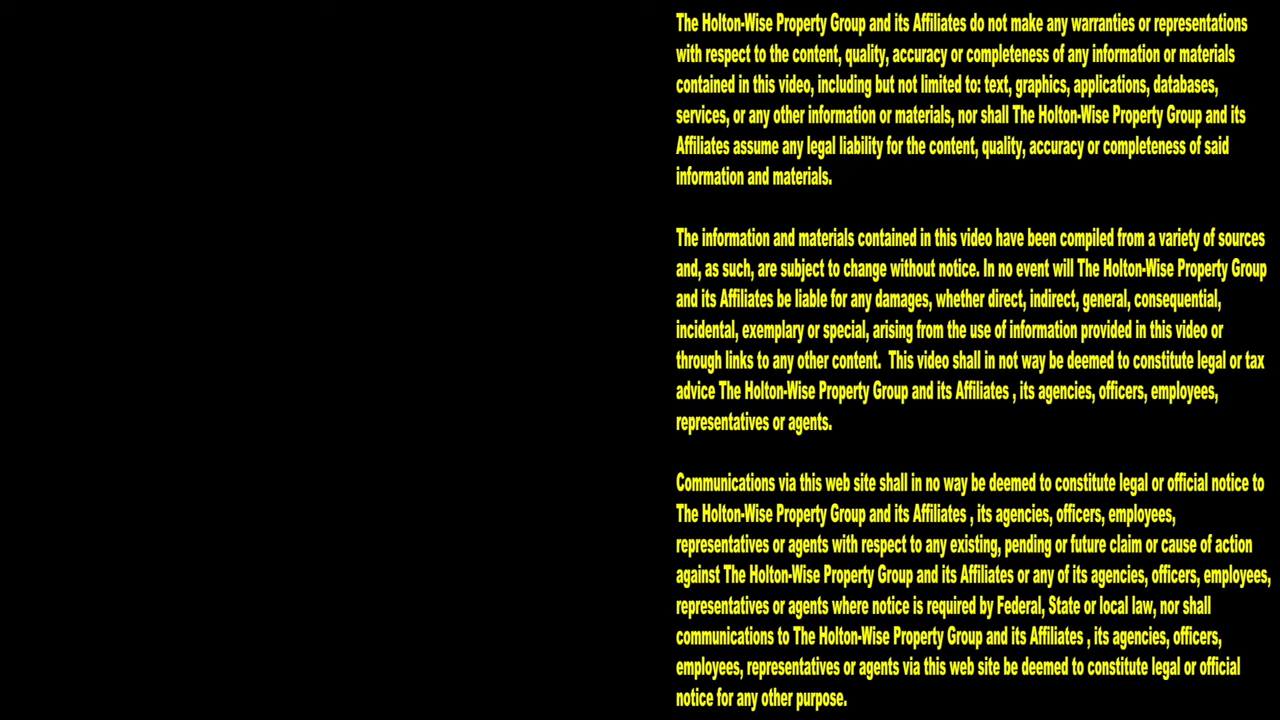 The Holton-Wise Property Group and its Affiliates do not make any warranties or representations
with respect to the content, quality, accuracy or completeness of any information or materials
contained in this video, including but not limited to: text, graphics, applications, databases,
services, or any other information or materials, nor shall The Holton-Wise Property Group and its
Affiliates assume any legal liability for the content, quality, accuracy or completeness of said
information and materials.
The information and materials contained in this video have been compiled from a variety of sources
and, as such, are subject to change without notice. In no event will The Holton-Wise Property Group
and its Affiliates be liable for any damages, whether direct, indirect, general, consequential,
incidental, exemplary or special, arising from the use of information provided in this video or
through links to any other content.  This video shall in not way be deemed to constitute legal or tax
advice The Holton-Wise Property Group and its Affiliates , its agencies, officers, employees,
representatives or agents.
Communications via this web site shall in no way be deemed to constitute legal or official notice to
The Holton-Wise Property Group and its Affiliates , its agencies, officers, employees,
representatives or agents with respect to any existing, pending or future claim or cause of action
against The Holton-Wise Property Group and its Affiliates or any of its agencies, officers, employees,
representatives or agents where notice is required by Federal, State or local law, nor shall
communications to The Holton-Wise Property Group and its Affiliates , its agencies, officers,
employees, representatives or agents via this web site be deemed to constitute legal or official
notice for any other purpose.